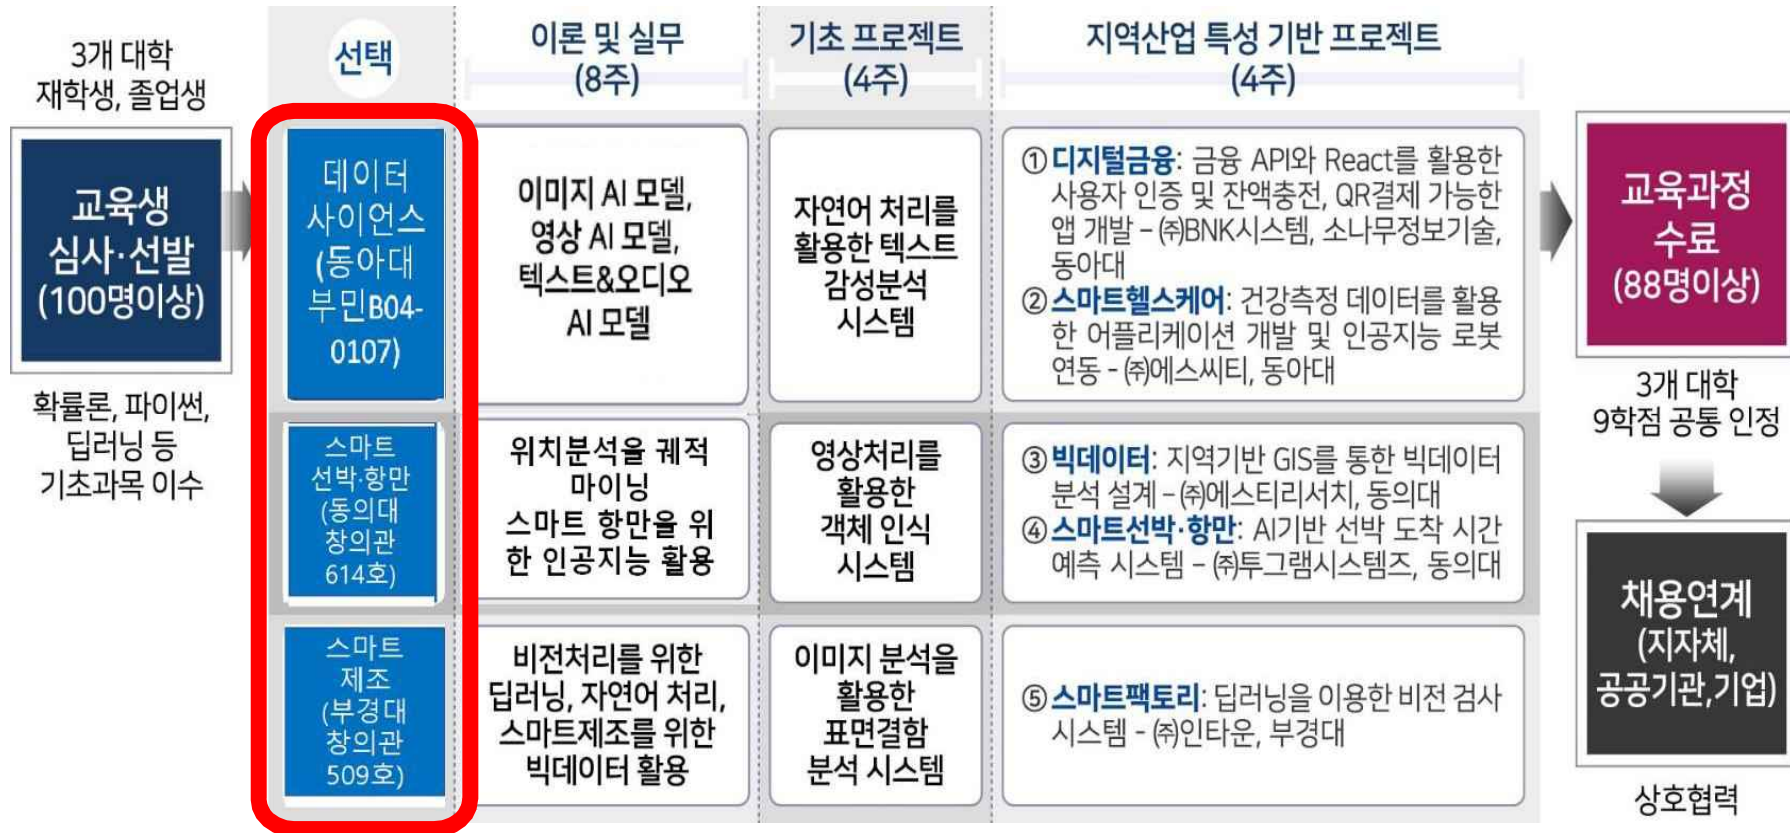 3개 대학
재학생, 졸업생
교육생
심사·선발
(100명이상)
확률론, 파이썬,
딥러닝 등
기초과목 이수
선택
이론 및 실무
(8주)
기초 프로젝트
(4주)
지역산업 특성 기반 프로젝트
(4주)
데이터
사이언스
(동아대
부민B04-
0107)
이미지 AI 모델,
영상 AI 모델,
텍스트&오디오
AI 모델
자연어 처리를
활용한 텍스트
감성분석
시스템
① 디지털금융: 금융 API와 React를 활용한
사용자 인증 및 잔액충전, QR결제 가능한
앱 개발 – ㈜BNK시스템, 소나무정보기술,
동아대
② 스마트헬스케어: 건강측정 데이터를 활용
한 어플리케이션 개발 및 인공지능 로봇
연동 - ㈜에스씨티, 동아대
스마트
선박·항만
(동의대
창의관
614호)
위치분석을 궤적
마이닝
스마트 항만을 위
한 인공지능 활용
영상처리를
활용한
객체 인식
시스템
③ 빅데이터: 지역기반 GIS를 통한 빅데이터
분석 설계 – ㈜에스티리서치, 동의대
④ 스마트선박·항만: AI기반 선박 도착 시간
예측 시스템 – ㈜투그램시스템즈, 동의대
스마트
제조
(부경대
창의관
509호)
비전처리를 위한
딥러닝, 자연어 처리,
스마트제조를 위한
빅데이터 활용
이미지 분석을
활용한
표면결함
분석 시스템
⑤ 스마트팩토리: 딥러닝을 이용한 비전 검사
시스템 - ㈜인타운, 부경대
교육과정
수료
(88명이상)
3개 대학
9학점 공통 인정
채용연계
(지자체,
공공기관,기업)
상호협력